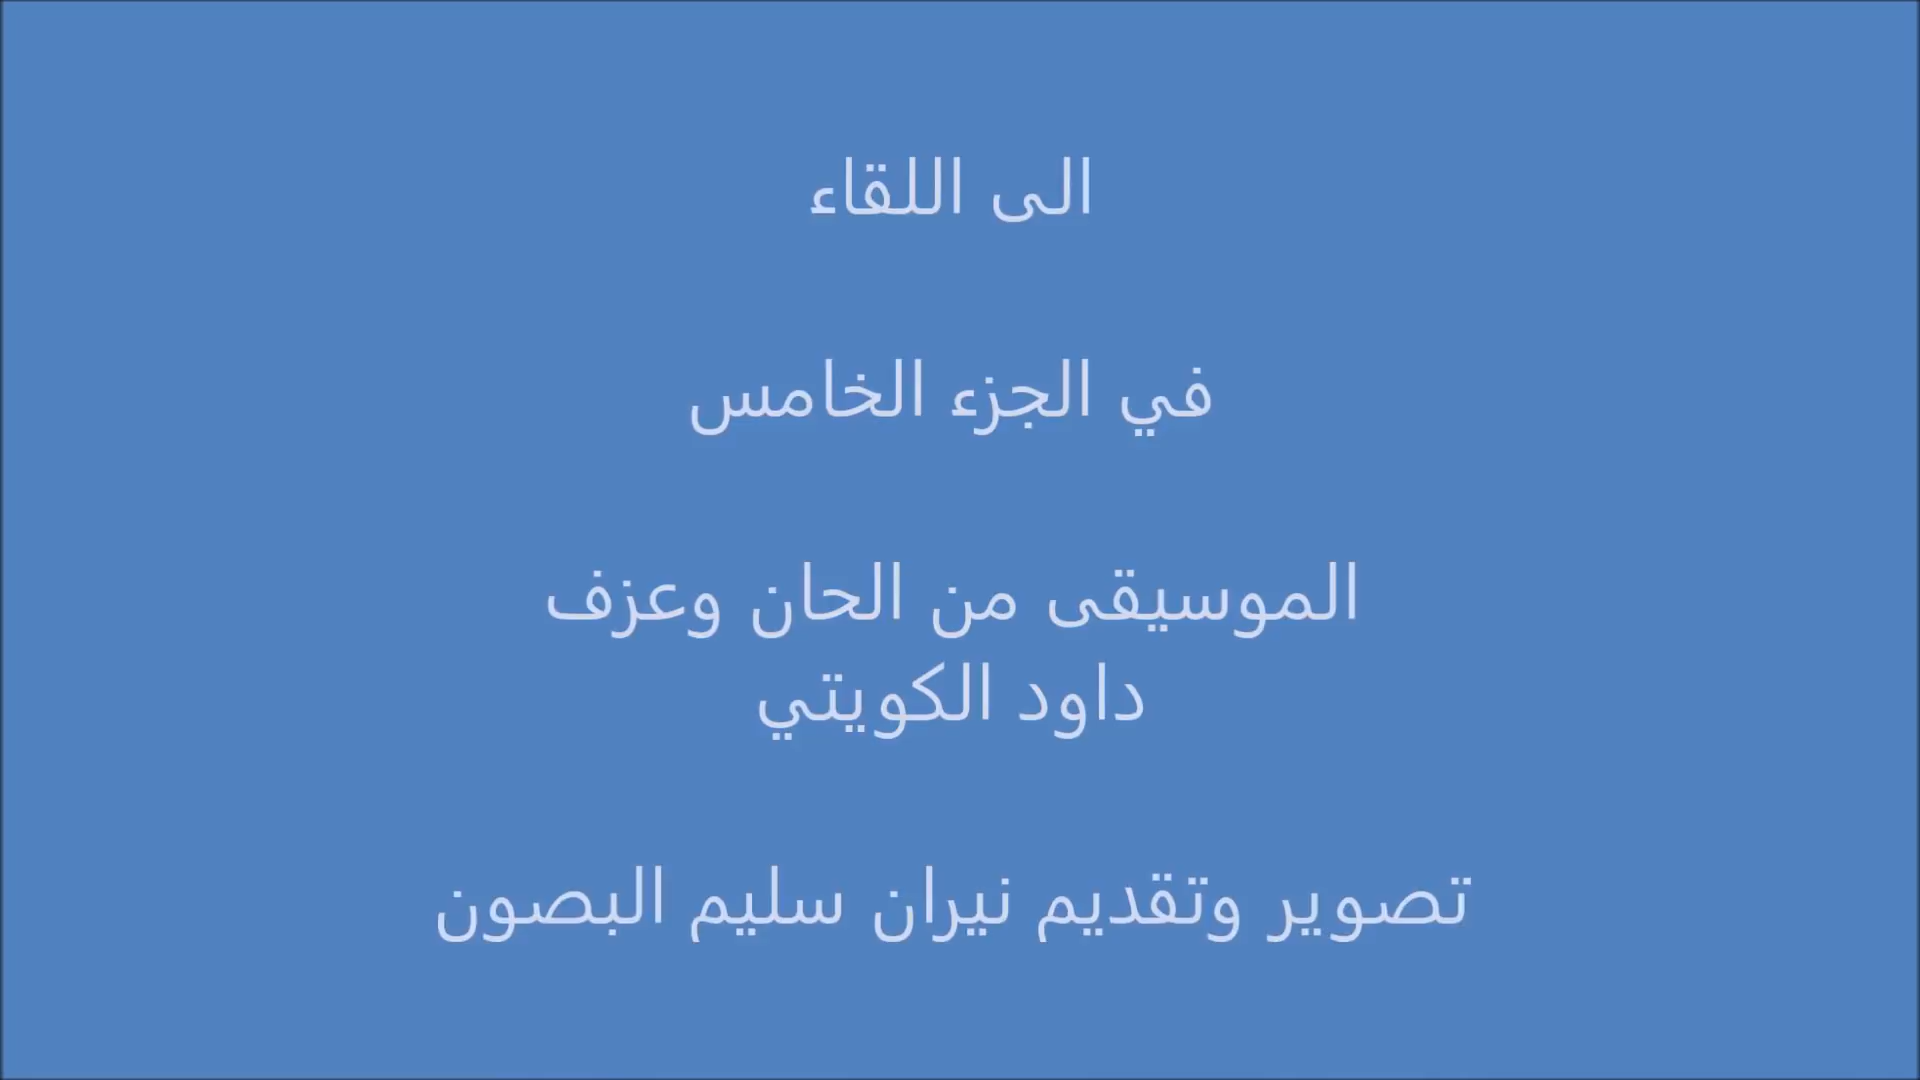 الى اللقاء
في الجزء الخامس
الموسيقى من الحان وعزف
داود الكويتي
تصوير وتقديم نيران سليم البصون